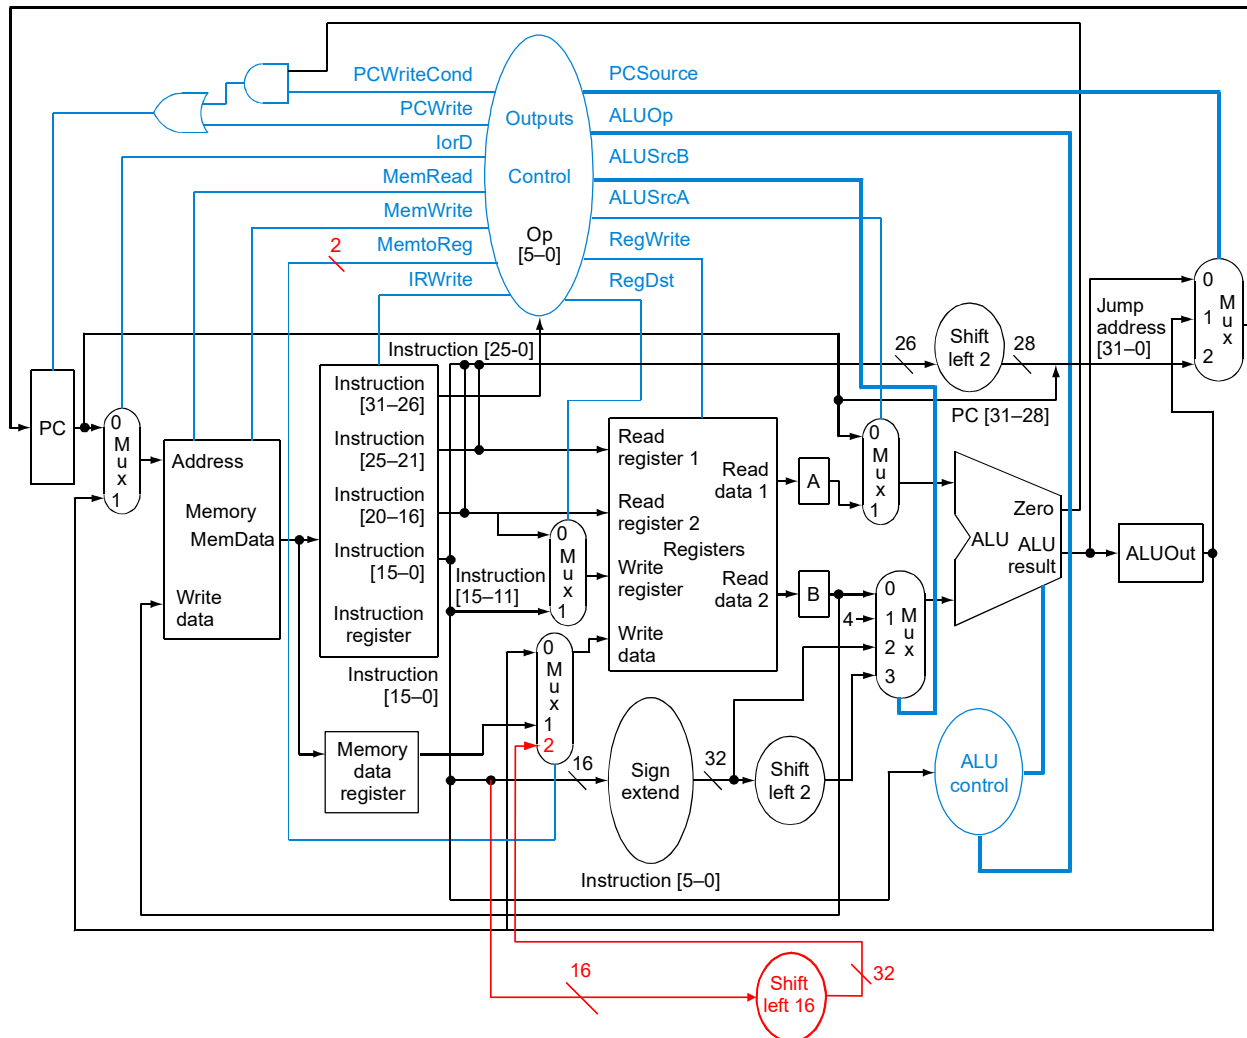 PCWriteCond
PCSource
PCWrite
Outputs
ALUOp
IorD
ALUSrcB
MemRead
Control
ALUSrcA
MemWrite
Op
[5–0]
RegWrite
2
MemtoReg
IRWrite
RegDst
Instruction [25-0]
26
Shift
left 2
28
Jump
address
[31–0]
0
1
2
M
u
x
PC [31–28]
PC
0
M
u
x
1
Address
Memory
MemData
Write
data
Instruction
[31–26]
Instruction
[25–21]
Instruction
[20–16]
Instruction
[15–0]
Instruction
register
Instruction
[15–0]
Instruction
[15–11]
0
M
u
x
1
Read
register 1
Read
register 2
Registers
Write
register
Write
data
Read
data 1
Read
data 2
A
B
0
M
u
x
1
4
0
1
2
3
M
u
x
Zero
ALU
ALU
result
ALUOut
0
M
u
x
1
2
Memory
data
register
16
Sign
extend
32
Shift
left 2
ALU
control
Instruction [5–0]
16
Shift
left 16
32